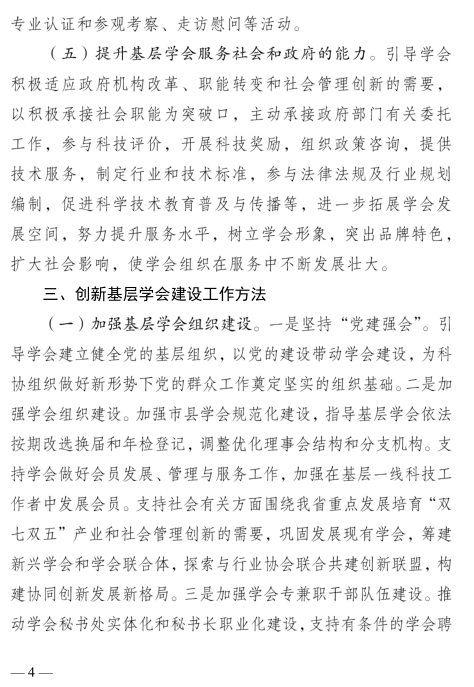 专业认证和参观考察、走访慰问等活动。
（五）提升基层学会服务社会和政府的能力。引导学会
积极适应政府机构改革、职能转变和社会管理创新的需要，
以积极承接社会职能为突破口，主动承接政府部门有关委托
工作，参与科技评价，开展科技奖励，组织政策咨询，提供
技术服务，制定行业和技术标准，参与法律法规及行业规划
编制，促进科学技术教育普及与传播等，进一步拓展学会发
展空间，努力提升服务水平，树立学会形象，突出品牌特色，
扩大社会影响，使学会组织在服务中不断发展壮大。
三、创新基层学会建设工作方法
（一）加强基层学会组织建设。一是坚持“党建强会”。引
导学会建立健全党的基层组织，以党的建设带动学会建设，为科
协组织做好新形势下党的群众工作奠定坚实的组织基础。二是加
强学会组织建设。加强市县学会规范化建设，指导基层学会依法
按期改选换届和年检登记，调整优化理事会结构和分支机构。支
持学会做好会员发展、管理与服务工作，加强在基层一线科技工
作者中发展会员。支持社会有关方面围绕我省重点发展培育“双
七双五”产业和社会管理创新的需要，巩固发展现有学会，筹建
新兴学会和学会联合体，探索与行业协会联合共建创新联盟，构
建协同创新发展新格局。三是加强学会专兼职干部队伍建设。推
动学会秘书处实体化和秘书长职业化建设，支持有条件的学会聘
— 4 —